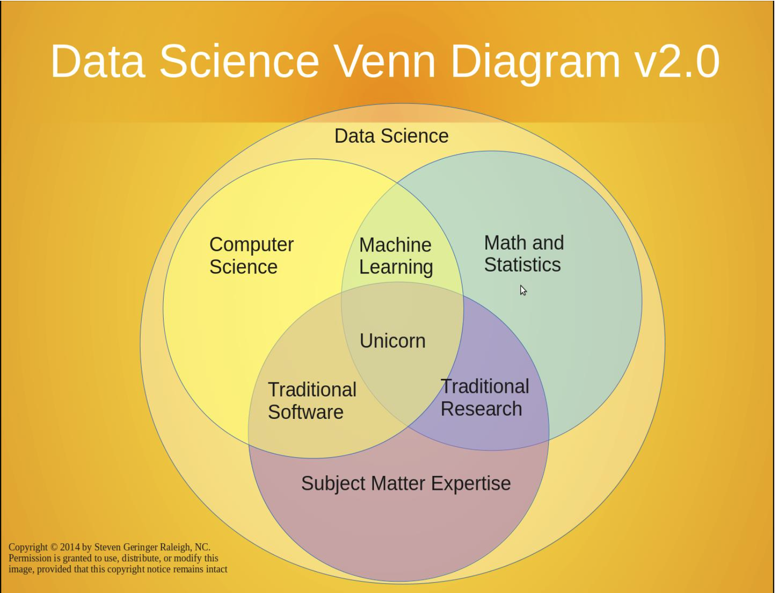 Data Science Venn Diagram v2.0
Data Science
Computer
Science
Machine
Learning
Math and
Statistics
Unicorn
Traditional
Software
Traditional
Research
Subject Matter Expertise
Copyright © 2014 by Steven Geringer Raleigh, NC.
Permission is granted to use, distribute, or modify this
image, provided that this copyright notice remains intact